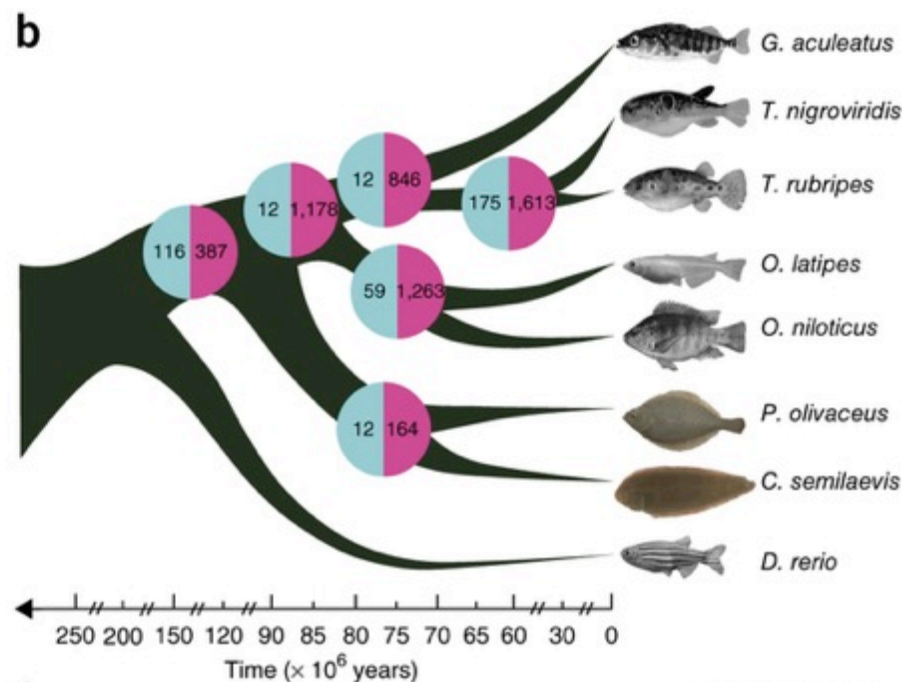 b
G. aculeatus
T. nigroviridis
12 846
T. rubripes
12 1,178
175 1,613
116 387
O. latipes
59 1,263
O. niloticus
P. olivaceus
12 164
C. semilaevis
D. rerio
250 200 150 120 90 85 80 75 70 65 60 30 0
Time (× 10⁶ years)